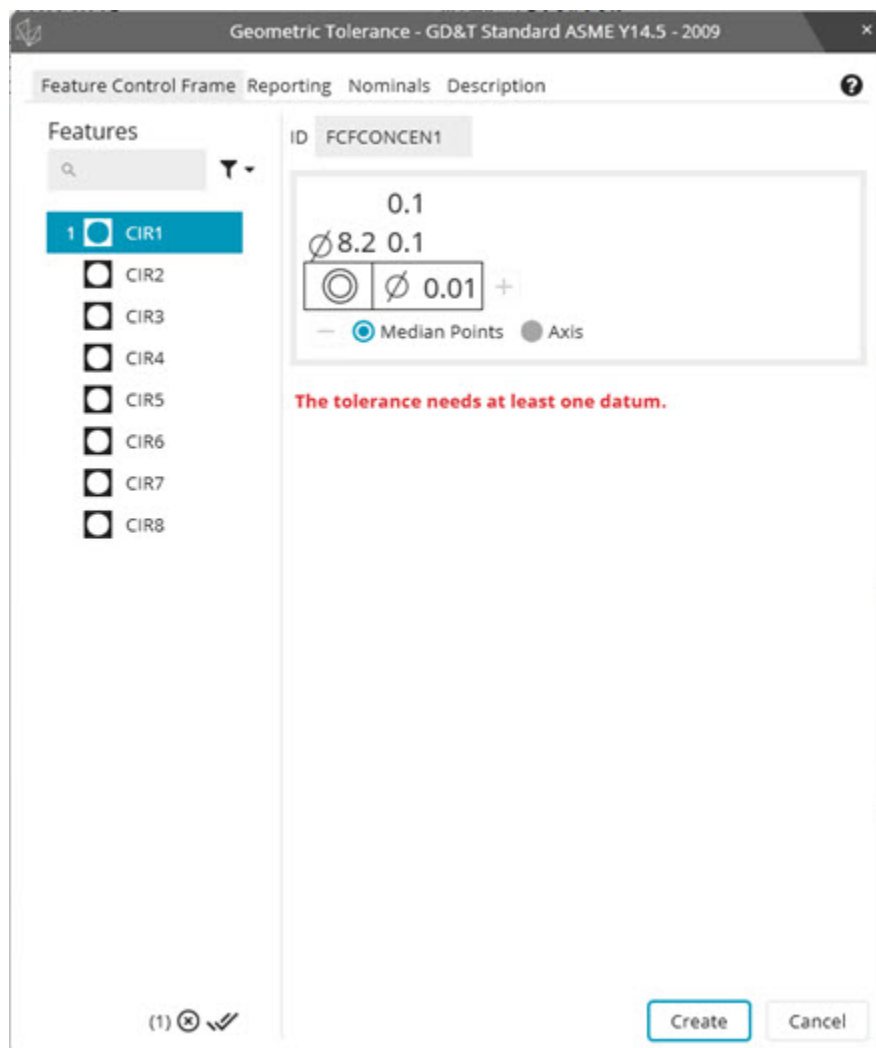 Geometric Tolerance - GD&T Standard ASME Y14.5 - 2009
Feature Control Frame Reporting Nominals Description
Features
ID FCFCONCEN1
0.1
1 CIR1
⌀8.2 0.1
CIR2
⌀ 0.01 +
CIR3
Median Points Axis
CIR4
CIR5
The tolerance needs at least one datum.
CIR6
CIR7
CIR8
(1)
Create
Cancel